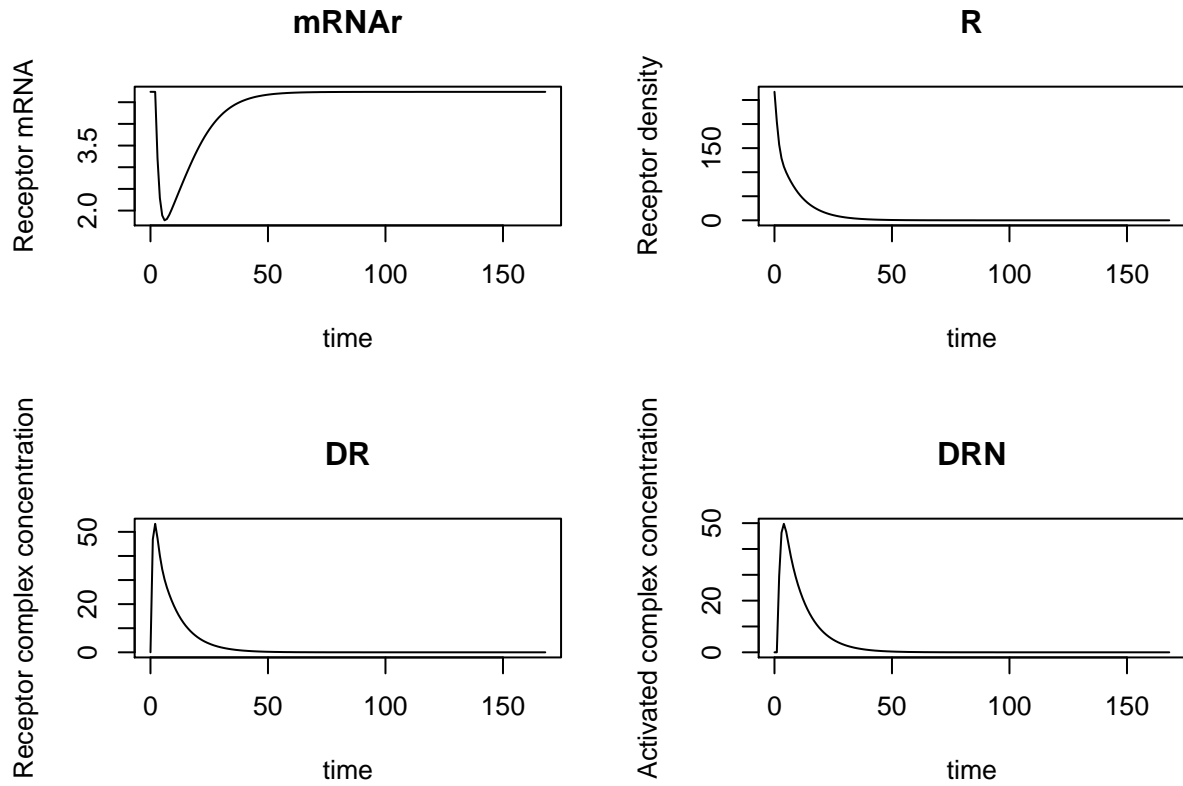 mRNAr
Receptor mRNA
3.5
2.0
0 50 100 150
time
R
Receptor density
150
0
0 50 100 150
time
DR
Receptor complex concentration
50
20
0
0 50 100 150
time
DRN
Activated complex concentration
50
20
0
0 50 100 150
time